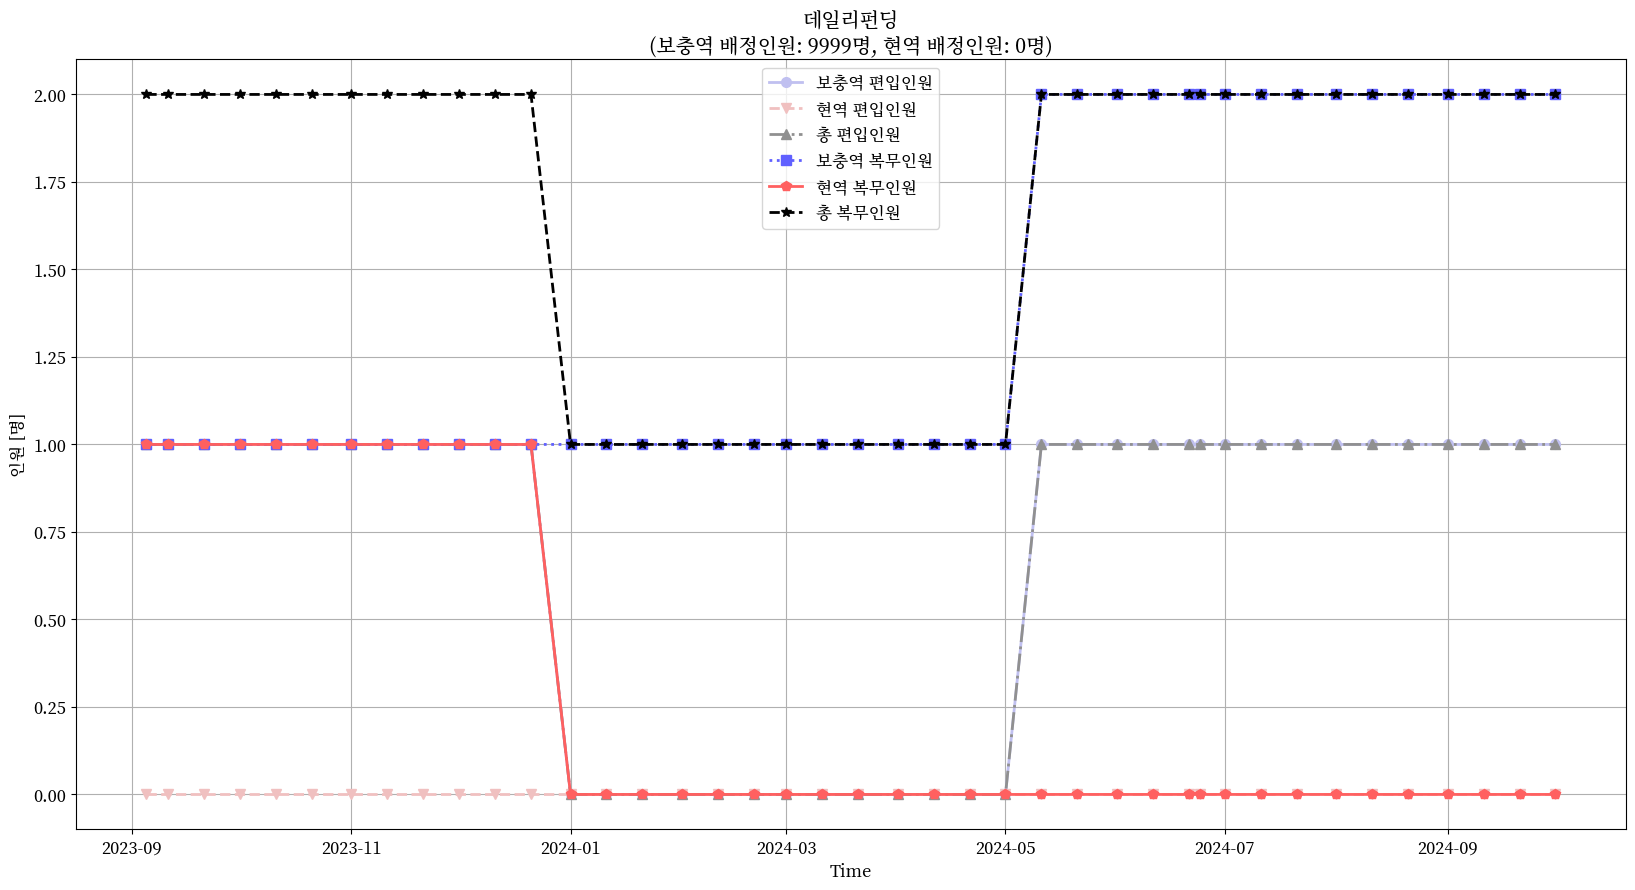 데일리펀딩
(보충역 배정인원: 9999명, 현역 배정인원: 0명)
보충역 편입인원
현역 편입인원
총 편입인원
보충역 복무인원
현역 복무인원
총 복무인원
2.00
1.75
1.50
1.25
1.00
0.75
0.50
0.25
0.00
인원 [명]
2023-09 2023-11 2024-01 2024-03 2024-05 2024-07 2024-09
Time